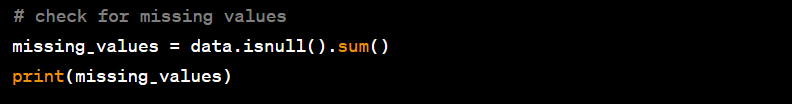 # check for missing values
missing_values = data.isnull().sum()
print(missing_values)